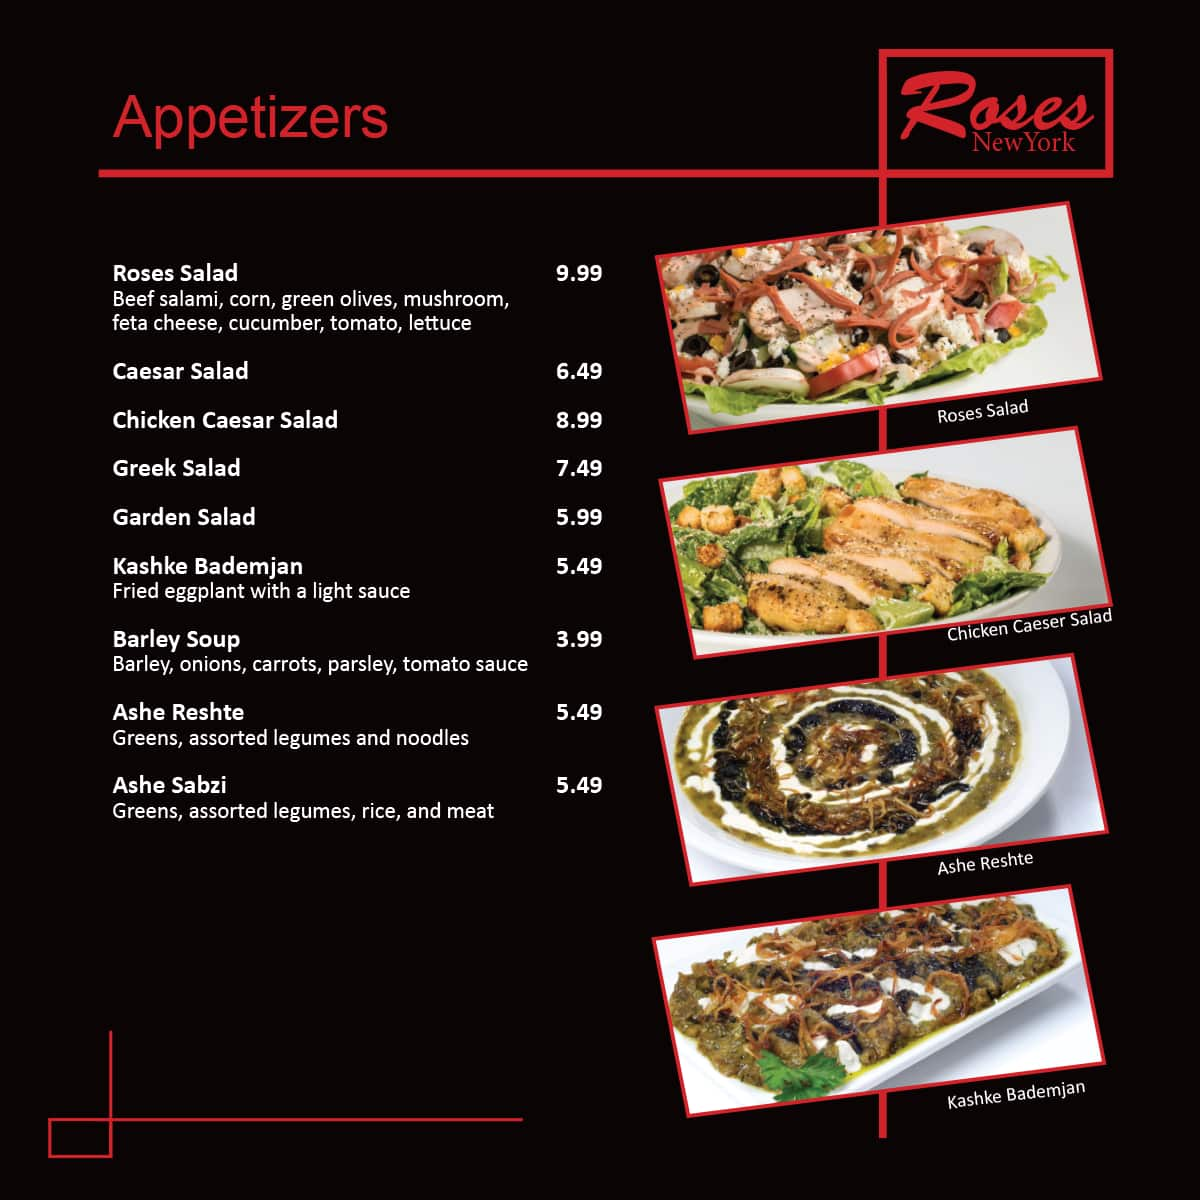 Appetizers
Roses
NewYork
Roses Salad 9.99
Beef salami, corn, green olives, mushroom,
feta cheese, cucumber, tomato, lettuce
Caesar Salad 6.49
Chicken Caesar Salad 8.99
Greek Salad 7.49
Garden Salad 5.99
Kashke Bademjan 5.49
Fried eggplant with a light sauce
Barley Soup 3.99
Barley, onions, carrots, parsley, tomato sauce
Ashe Reshte 5.49
Greens, assorted legumes and noodles
Ashe Sabzi 5.49
Greens, assorted legumes, rice, and meat
Roses Salad
Chicken Caeser Salad
Ashe Reshte
Kashke Bademjan